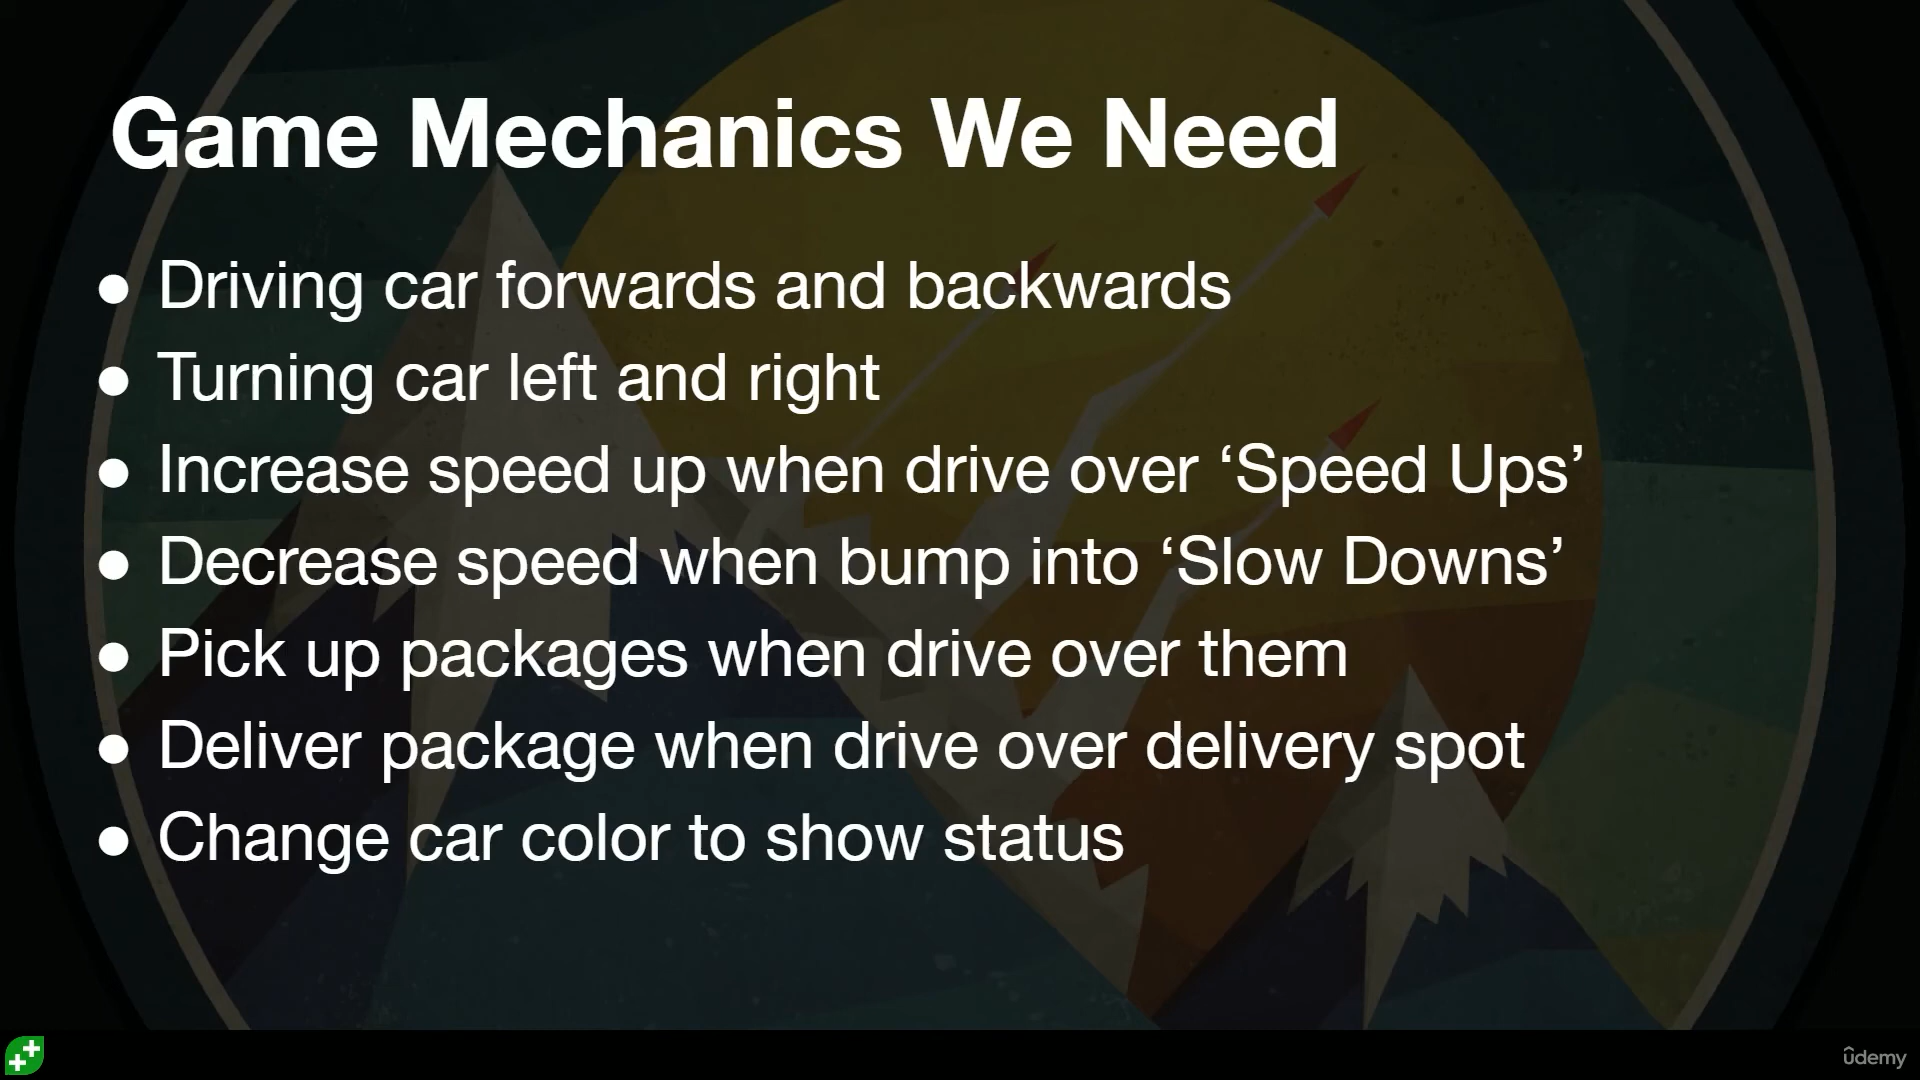 Game Mechanics We Need
● Driving car forwards and backwards
● Turning car left and right
● Increase speed up when drive over ‘Speed Ups’
● Decrease speed when bump into ‘Slow Downs’
● Pick up packages when drive over them
● Deliver package when drive over delivery spot
● Change car color to show status
ûdemy